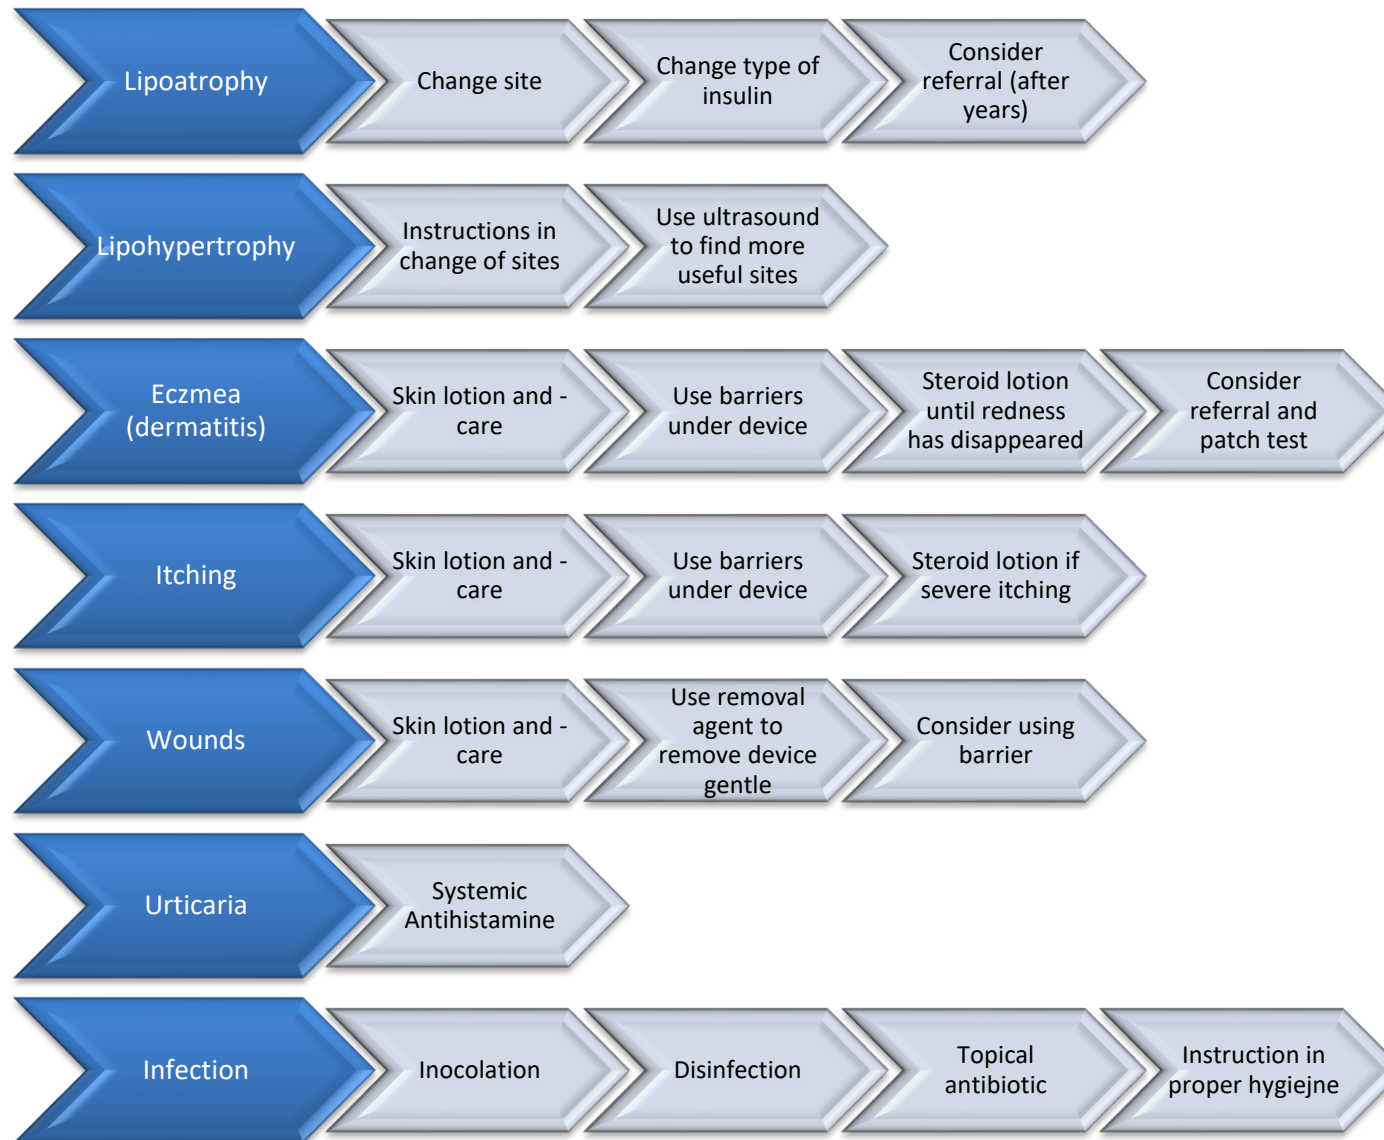 Lipoatrophy
Change site
Change type of
insulin
Consider
referral (after
years)
Lipohypertrophy
Instructions in
change of sites
Use ultrasound
to find more
useful sites
Eczmea
(dermatitis)
Skin lotion and -
care
Use barriers
under device
Steroid lotion
until redness
has disappeared
Consider
referral and
patch test
Itching
Skin lotion and -
care
Use barriers
under device
Steroid lotion if
severe itching
Wounds
Skin lotion and -
care
Use removal
agent to
remove device
gentle
Consider using
barrier
Urticaria
Systemic
Antihistamine
Infection
Inocolation
Disinfection
Topical
antibiotic
Instruction in
proper hygiejne